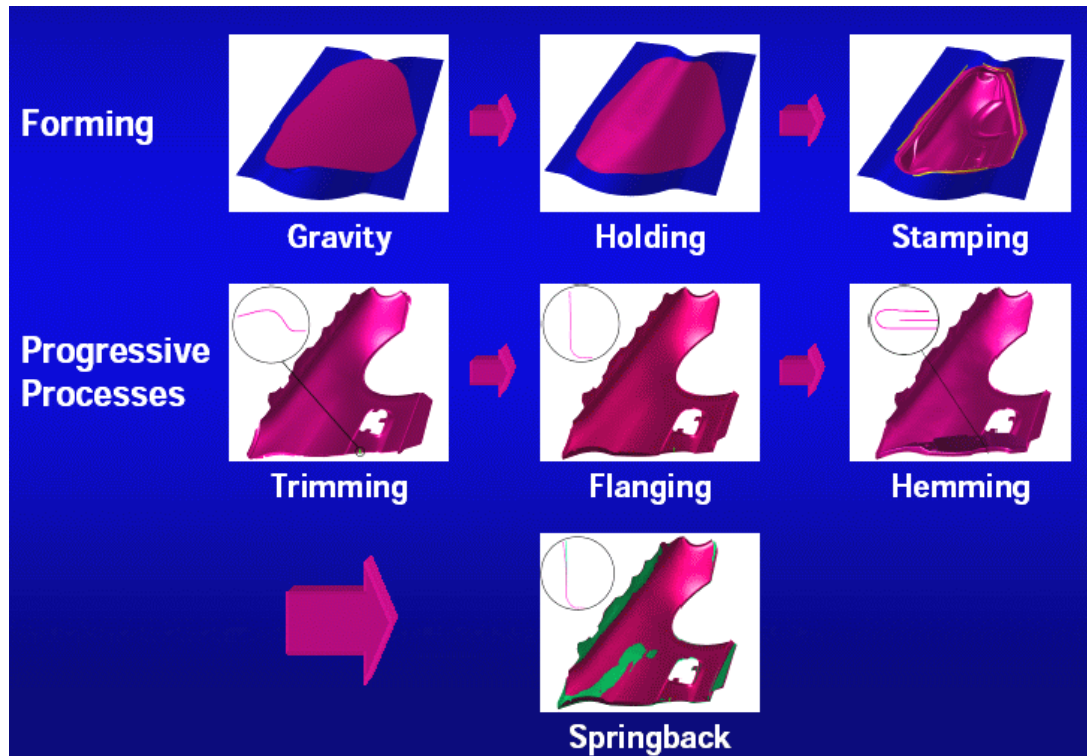 Forming
Gravity
Holding
Stamping
Progressive
Processes
Trimming
Flanging
Hemming
Springback